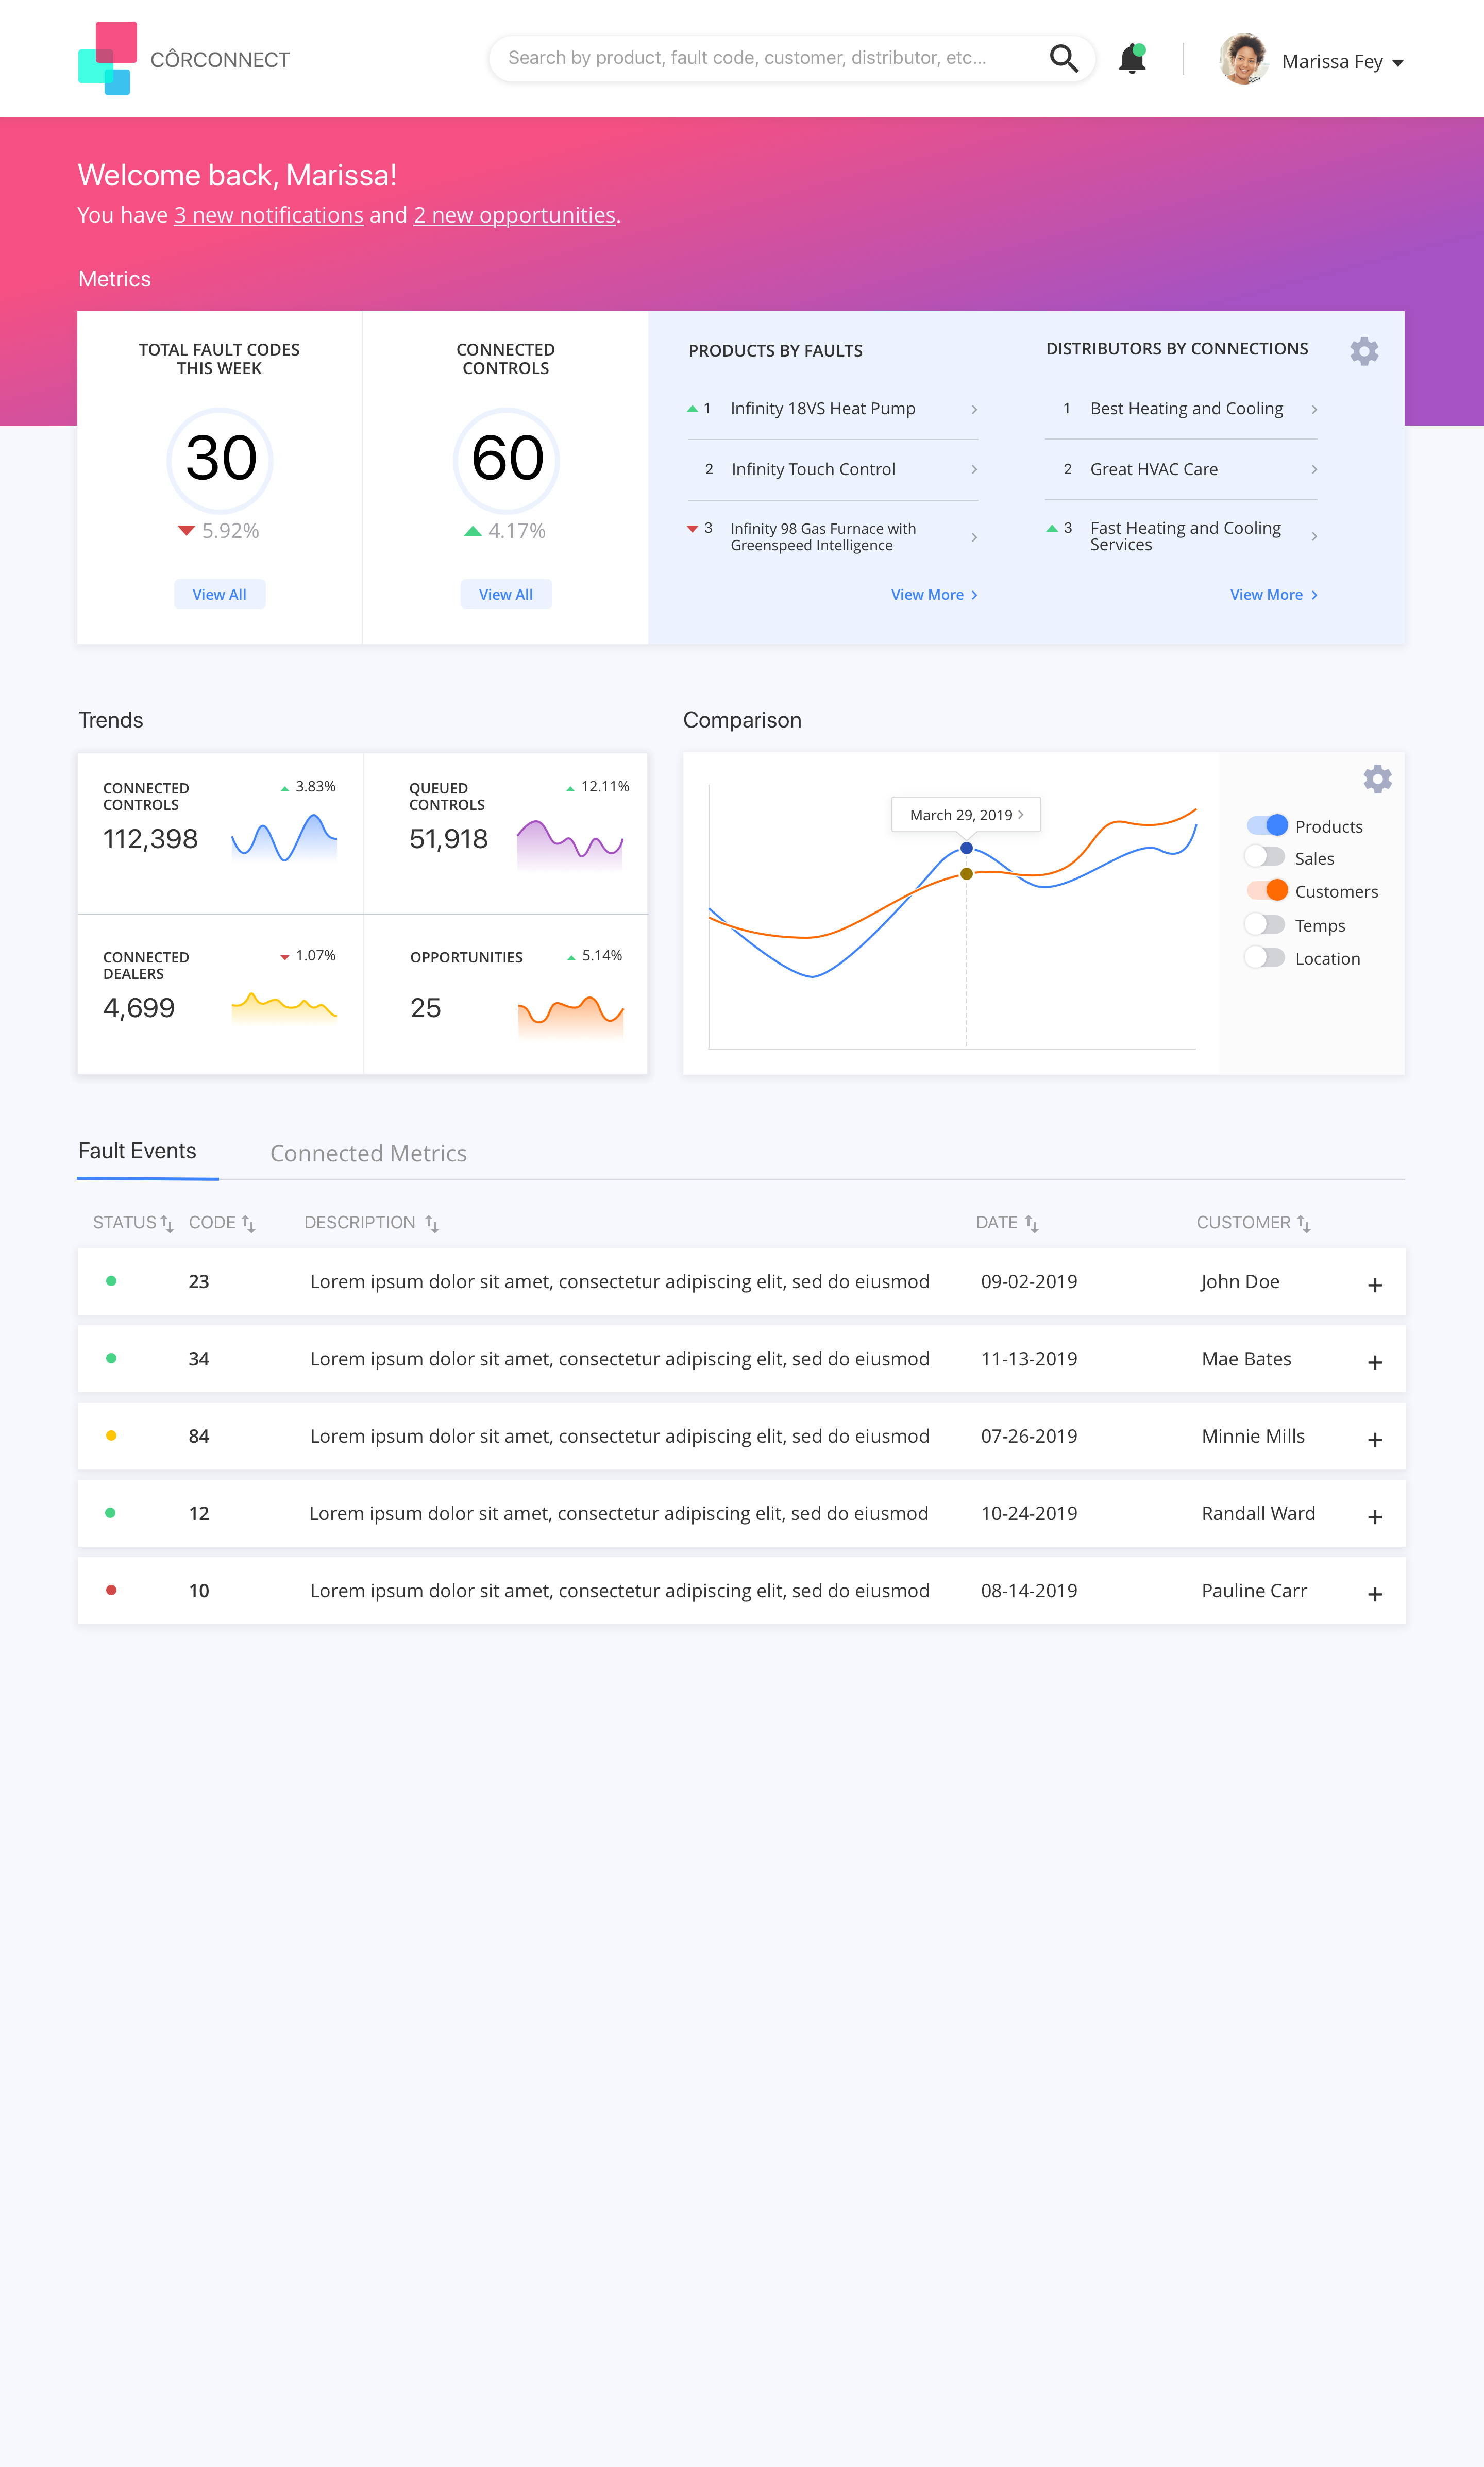 CÔRCONNECT
Search by product, fault code, customer, distributor, etc...
Marissa Fey
Welcome back, Marissa!
You have 3 new notifications and 2 new opportunities.
Metrics
TOTAL FAULT CODES
THIS WEEK
30
5.92%
View All
CONNECTED
CONTROLS
60
4.17%
View All
PRODUCTS BY FAULTS
1 Infinity 18VS Heat Pump
2 Infinity Touch Control
3 Infinity 98 Gas Furnace with
Greenspeed Intelligence
View More
DISTRIBUTORS BY CONNECTIONS
1 Best Heating and Cooling
2 Great HVAC Care
3 Fast Heating and Cooling
Services
View More
Trends
CONNECTED
CONTROLS
3.83%
112,398
QUEUED
CONTROLS
12.11%
51,918
CONNECTED
DEALERS
1.07%
4,699
OPPORTUNITIES
5.14%
25
Comparison
March 29, 2019
Products
Sales
Customers
Temps
Location
Fault Events
Connected Metrics
STATUS CODE DESCRIPTION DATE CUSTOMER
23 Lorem ipsum dolor sit amet, consectetur adipiscing elit, sed do eiusmod 09-02-2019 John Doe +
34 Lorem ipsum dolor sit amet, consectetur adipiscing elit, sed do eiusmod 11-13-2019 Mae Bates +
84 Lorem ipsum dolor sit amet, consectetur adipiscing elit, sed do eiusmod 07-26-2019 Minnie Mills +
12 Lorem ipsum dolor sit amet, consectetur adipiscing elit, sed do eiusmod 10-24-2019 Randall Ward +
10 Lorem ipsum dolor sit amet, consectetur adipiscing elit, sed do eiusmod 08-14-2019 Pauline Carr +